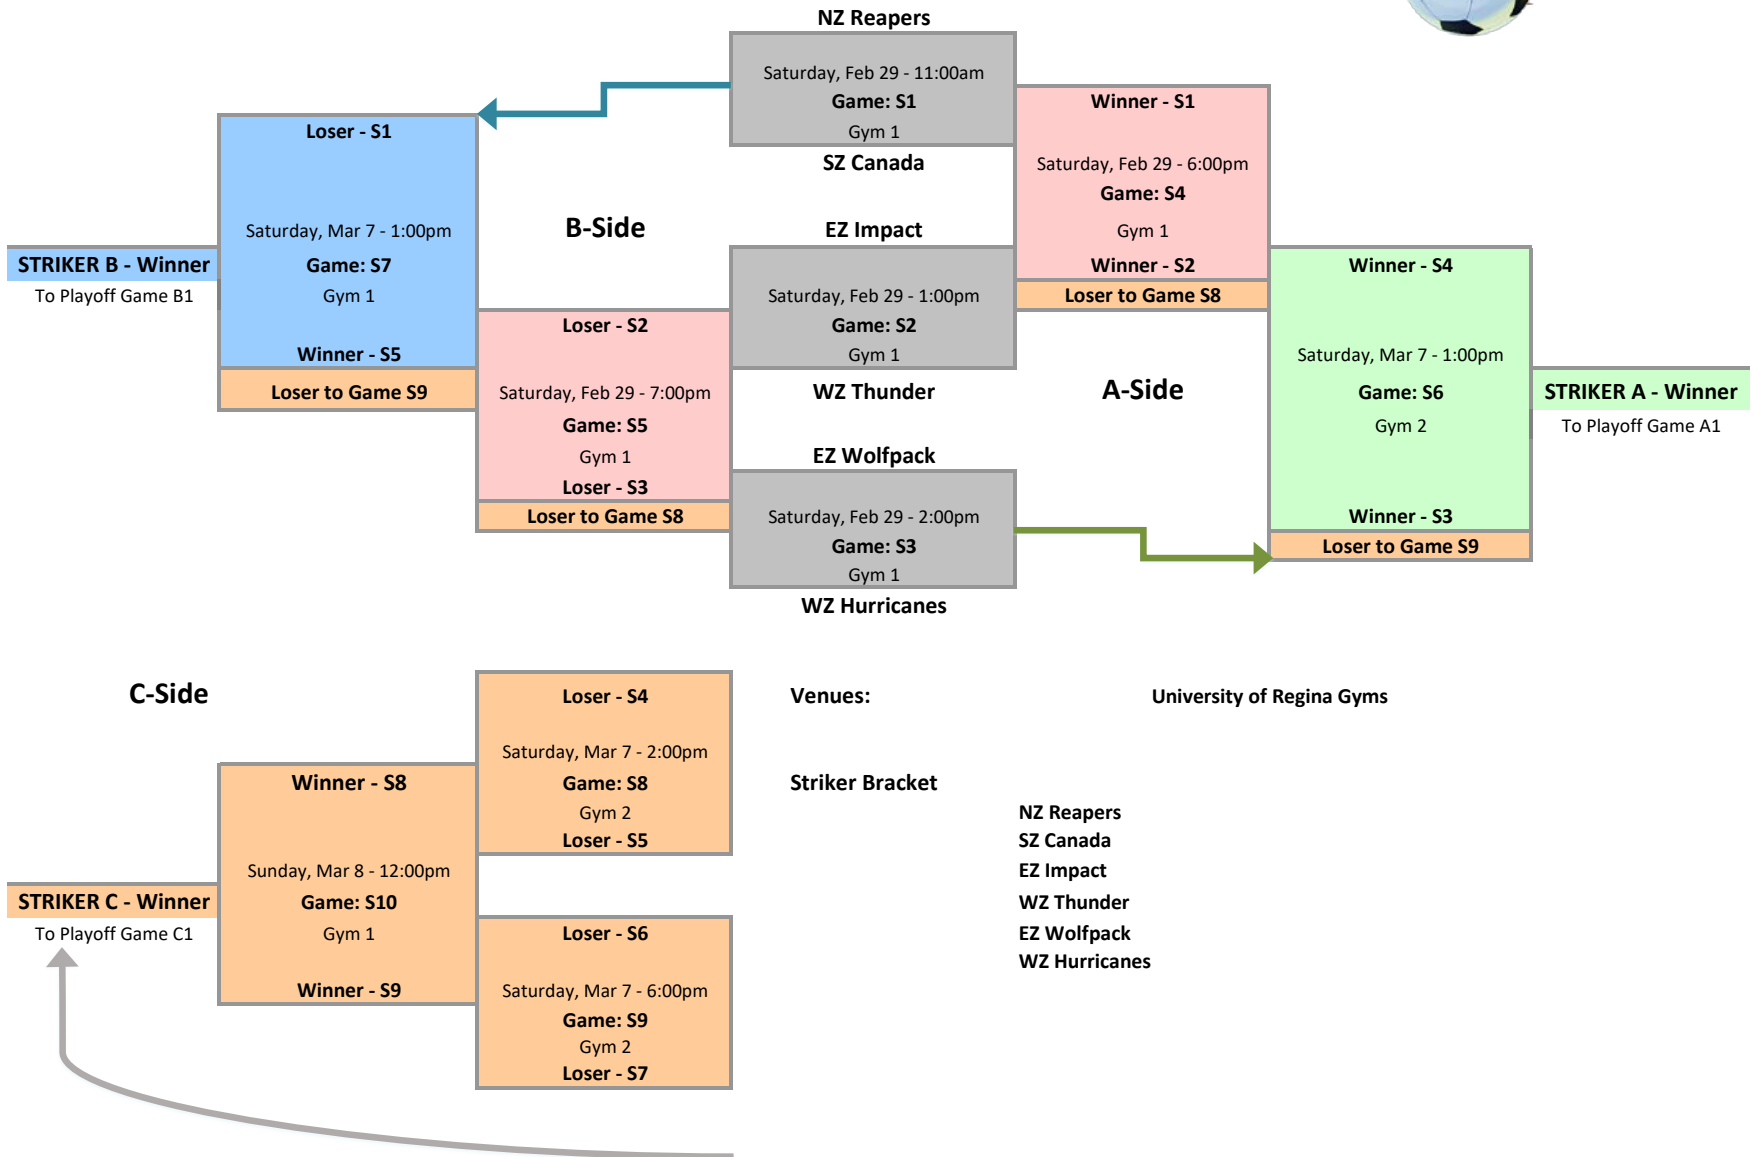 NZ Reapers
Saturday, Feb 29 - 11:00am
Game: S1
Gym 1
SZ Canada
Winner - S1
Saturday, Feb 29 - 6:00pm
Game: S4
Gym 1
Winner - S2
Loser to Game S8
Loser - S1
Saturday, Mar 7 - 1:00pm
Game: S7
Gym 1
Winner - S5
Loser to Game S9
B-Side
STRIKER B - Winner
To Playoff Game B1
EZ Impact
Saturday, Feb 29 - 1:00pm
Game: S2
Gym 1
WZ Thunder
Loser - S2
Saturday, Feb 29 - 7:00pm
Game: S5
Gym 1
Loser - S3
Loser to Game S8
A-Side
Winner - S4
Saturday, Mar 7 - 1:00pm
Game: S6
Gym 2
Winner - S3
Loser to Game S9
STRIKER A - Winner
To Playoff Game A1
EZ Wolfpack
Saturday, Feb 29 - 2:00pm
Game: S3
Gym 1
WZ Hurricanes
C-Side
Loser - S4
Saturday, Mar 7 - 2:00pm
Game: S8
Gym 2
Loser - S5
Winner - S8
Sunday, Mar 8 - 12:00pm
Game: S10
Gym 1
Winner - S9
STRIKER C - Winner
To Playoff Game C1
Loser - S6
Saturday, Mar 7 - 6:00pm
Game: S9
Gym 2
Loser - S7
Venues:
University of Regina Gyms
Striker Bracket
NZ Reapers
SZ Canada
EZ Impact
WZ Thunder
EZ Wolfpack
WZ Hurricanes